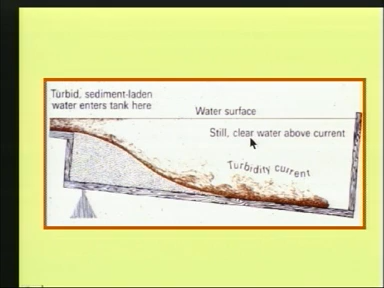 Turbid, sediment-laden
water enters tank here
Water surface
Still, clear water above current
Turbidity current